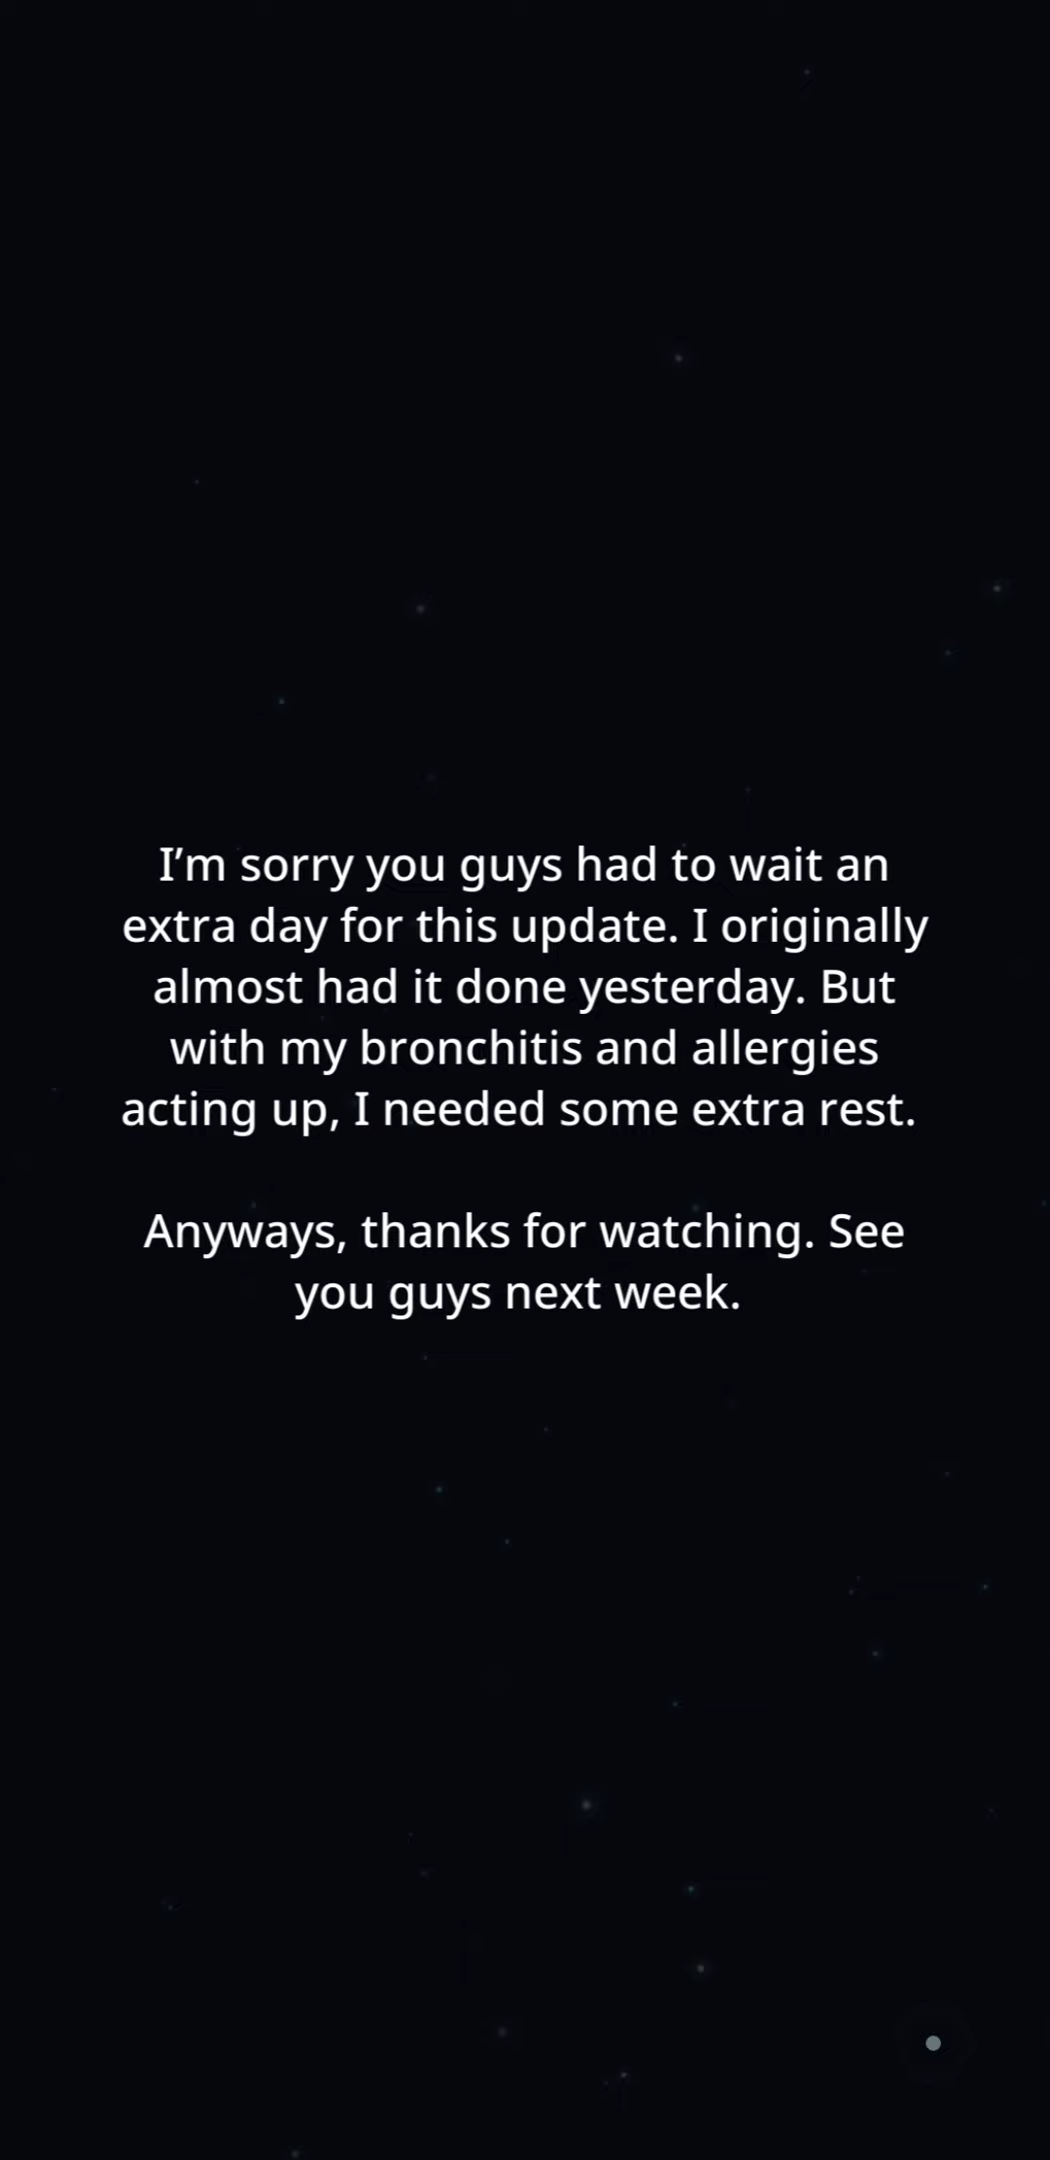 I’m sorry you guys had to wait an
extra day for this update. I originally
almost had it done yesterday. But
with my bronchitis and allergies
acting up, I needed some extra rest.
Anyways, thanks for watching. See
you guys next week.